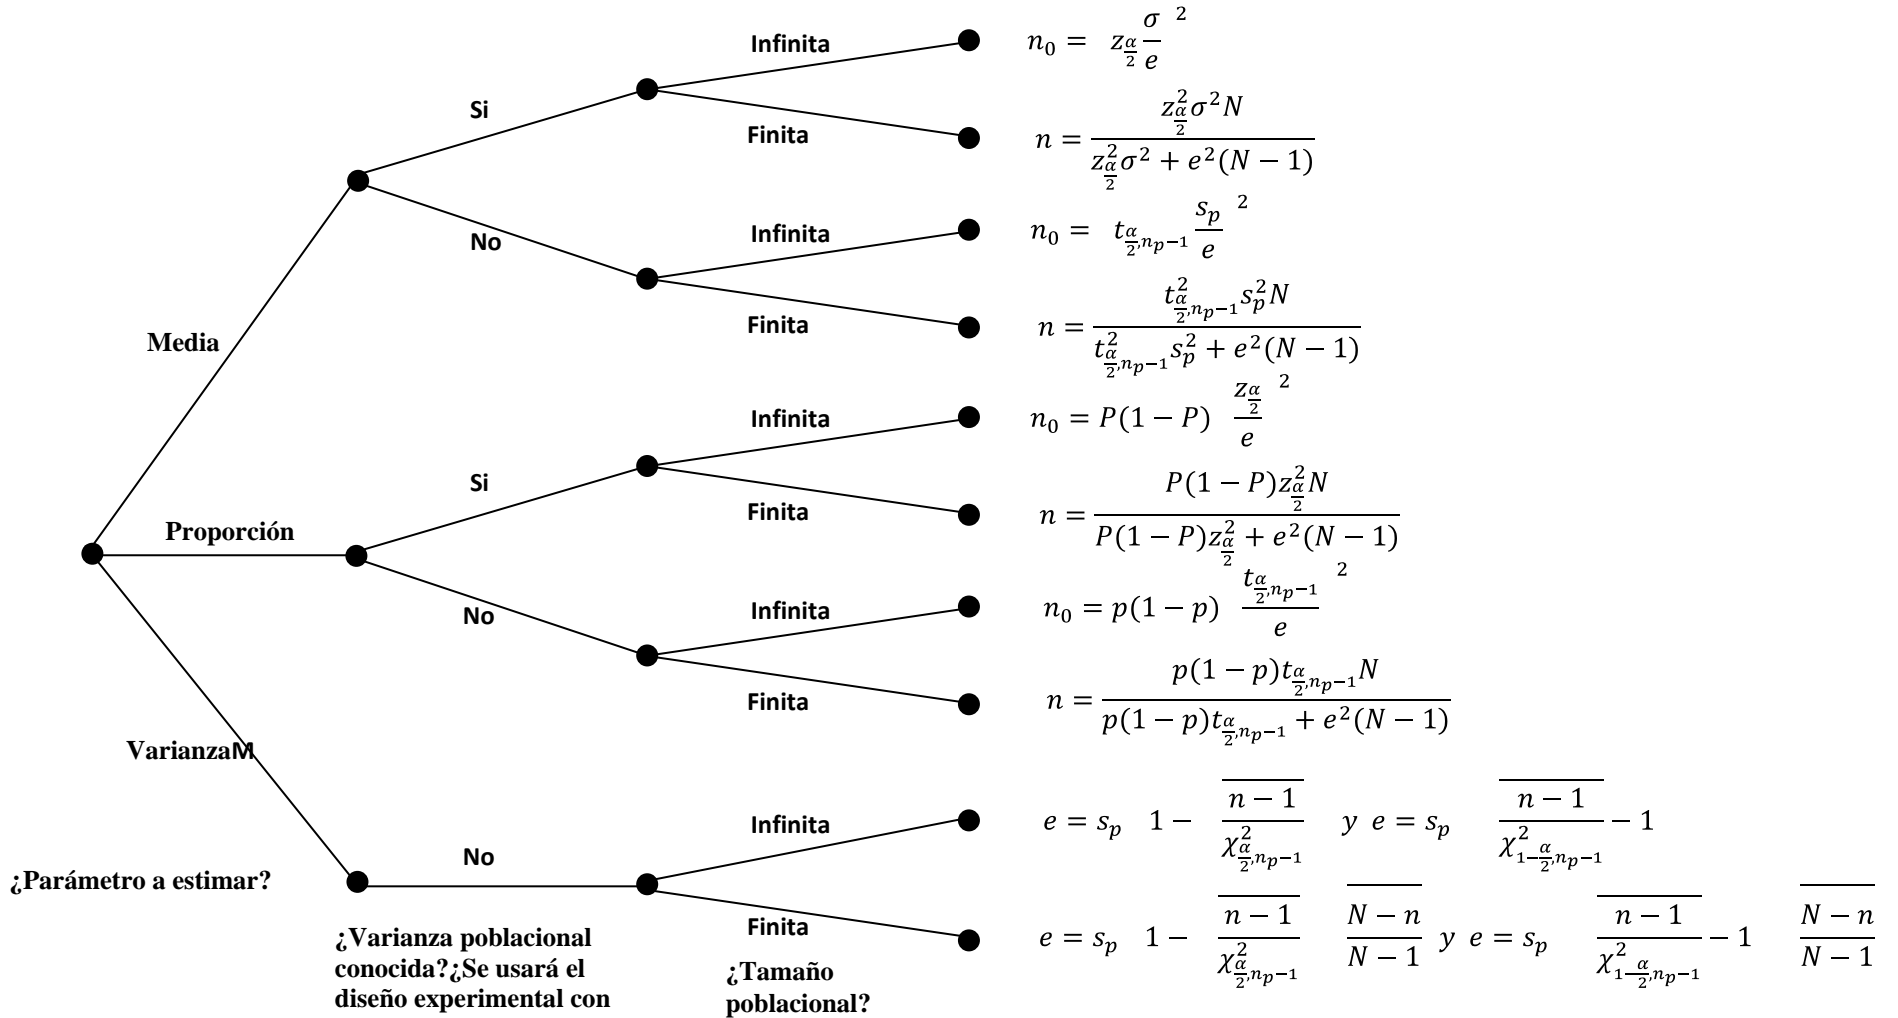 Infinita
n₀ = z_{α/2} σ/e ²
Si
Finita
n = z²_{α/2}σ²N / z²_{α/2}σ² + e²(N − 1)
No
Infinita
n₀ = t_{α/2,n_p−1} s_p/e ²
Finita
n = t²_{α/2,n_p−1}s_p²N / t²_{α/2,n_p−1}s_p² + e²(N − 1)
Media
Infinita
n₀ = P(1 − P) z_{α/2}/e ²
Si
Finita
n = P(1 − P)z²_{α/2}N / P(1 − P)z²_{α/2} + e²(N − 1)
Proporción
No
Infinita
n₀ = p(1 − p) t_{α/2,n_p−1}/e ²
Finita
n = p(1 − p)t_{α/2,n_p−1}N / p(1 − p)t_{α/2,n_p−1} + e²(N − 1)
VarianzaM
No
Infinita
e = s_p 1 − n − 1/χ²_{α/2,n_p−1} y e = s_p n − 1/χ²_{1−α/2,n_p−1} − 1
Finita
e = s_p 1 − n − 1/χ²_{α/2,n_p−1} N − n/N − 1 y e = s_p n − 1/χ²_{1−α/2,n_p−1} − 1 N − n/N − 1
¿Parámetro a estimar?
¿Varianza poblacional
conocida?¿Se usará el
diseño experimental con
¿Tamaño
poblacional?